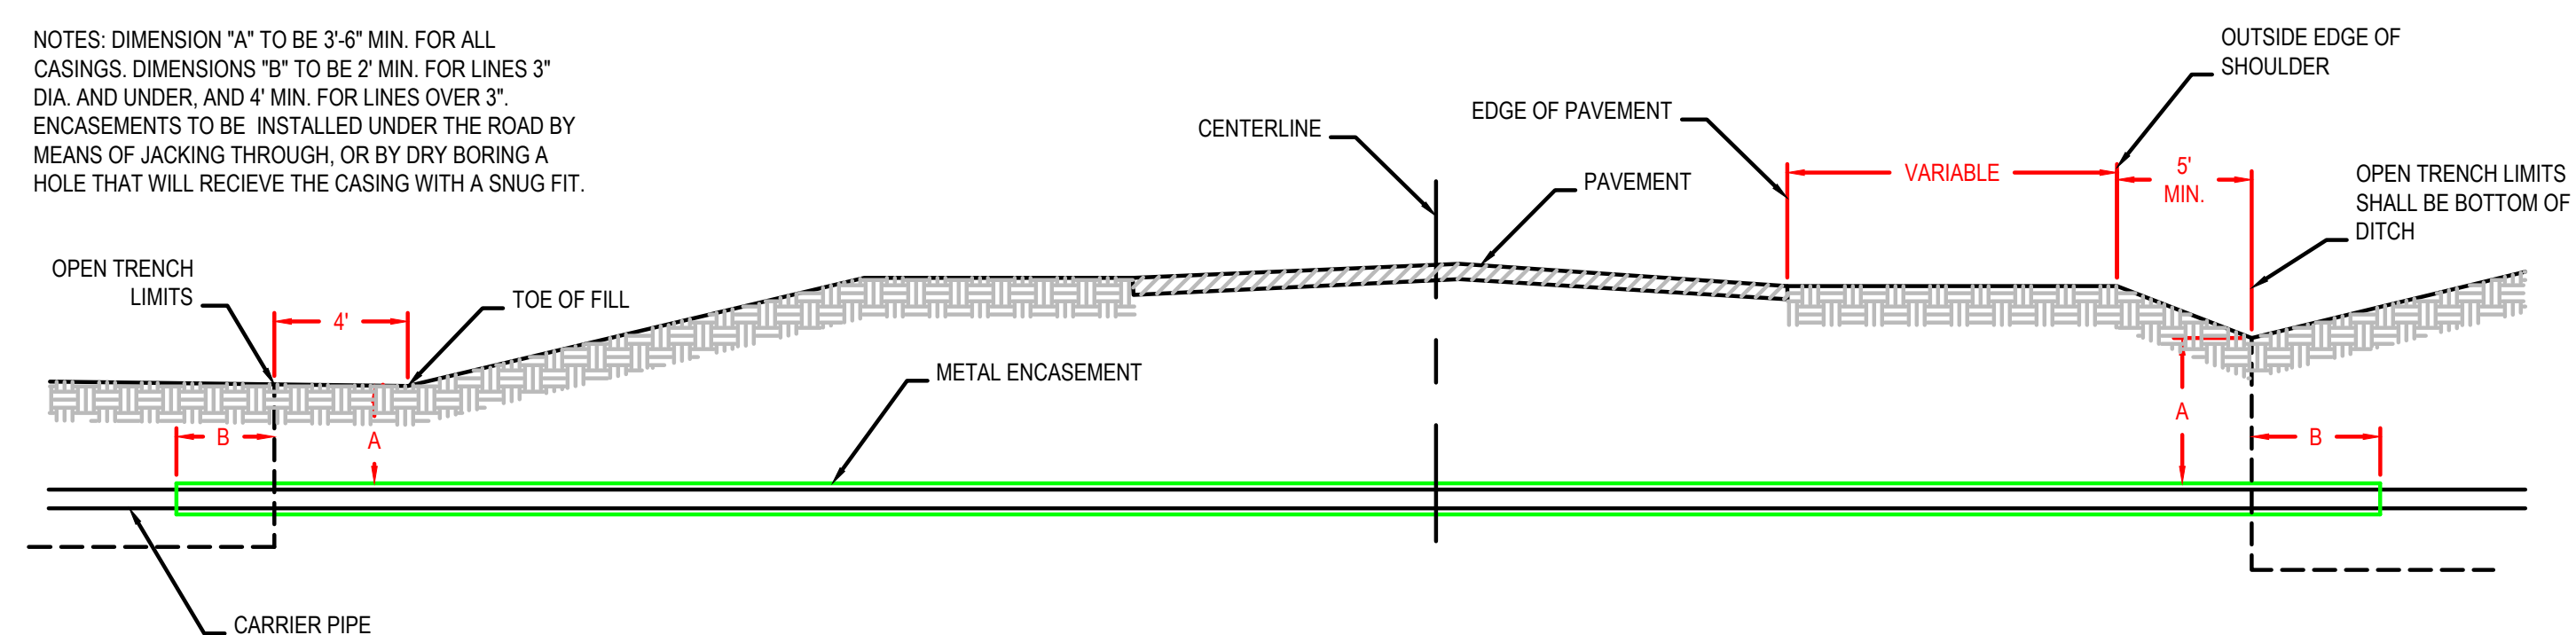 NOTES: DIMENSION "A" TO BE 3'-6" MIN. FOR ALL
CASINGS. DIMENSIONS "B" TO BE 2' MIN. FOR LINES 3"
DIA. AND UNDER, AND 4' MIN. FOR LINES OVER 3".
ENCASEMENTS TO BE INSTALLED UNDER THE ROAD BY
MEANS OF JACKING THROUGH, OR BY DRY BORING A
HOLE THAT WILL RECIEVE THE CASING WITH A SNUG FIT.
OUTSIDE EDGE OF
SHOULDER
EDGE OF PAVEMENT
CENTERLINE
PAVEMENT
VARIABLE
5'
MIN.
OPEN TRENCH LIMITS
SHALL BE BOTTOM OF
DITCH
OPEN TRENCH
LIMITS
4'
TOE OF FILL
METAL ENCASEMENT
B
A
A
B
CARRIER PIPE